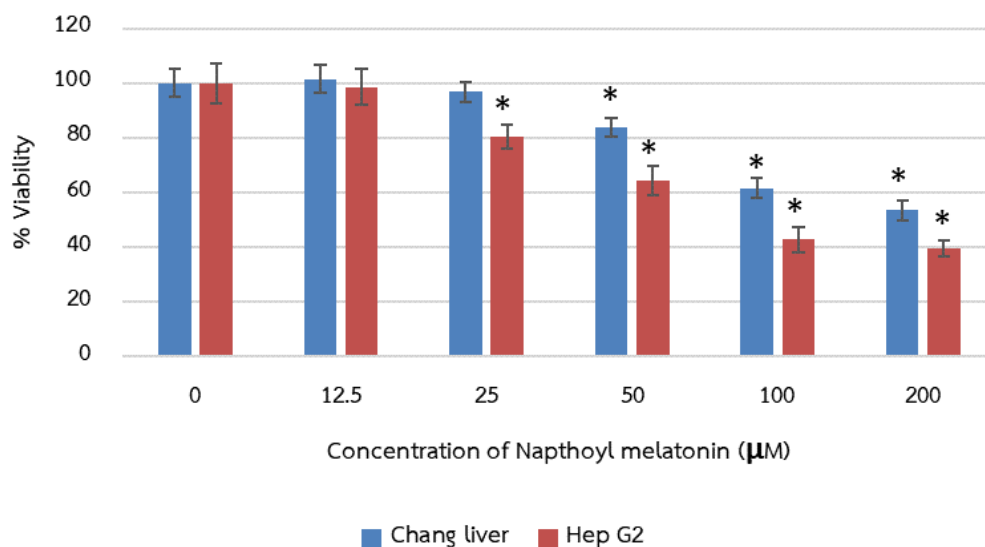 120
100
80
60
40
20
0
% Viability
* * * * * * *
0 12.5 25 50 100 200
Concentration of Napthoyl melatonin (μM)
Chang liver Hep G2